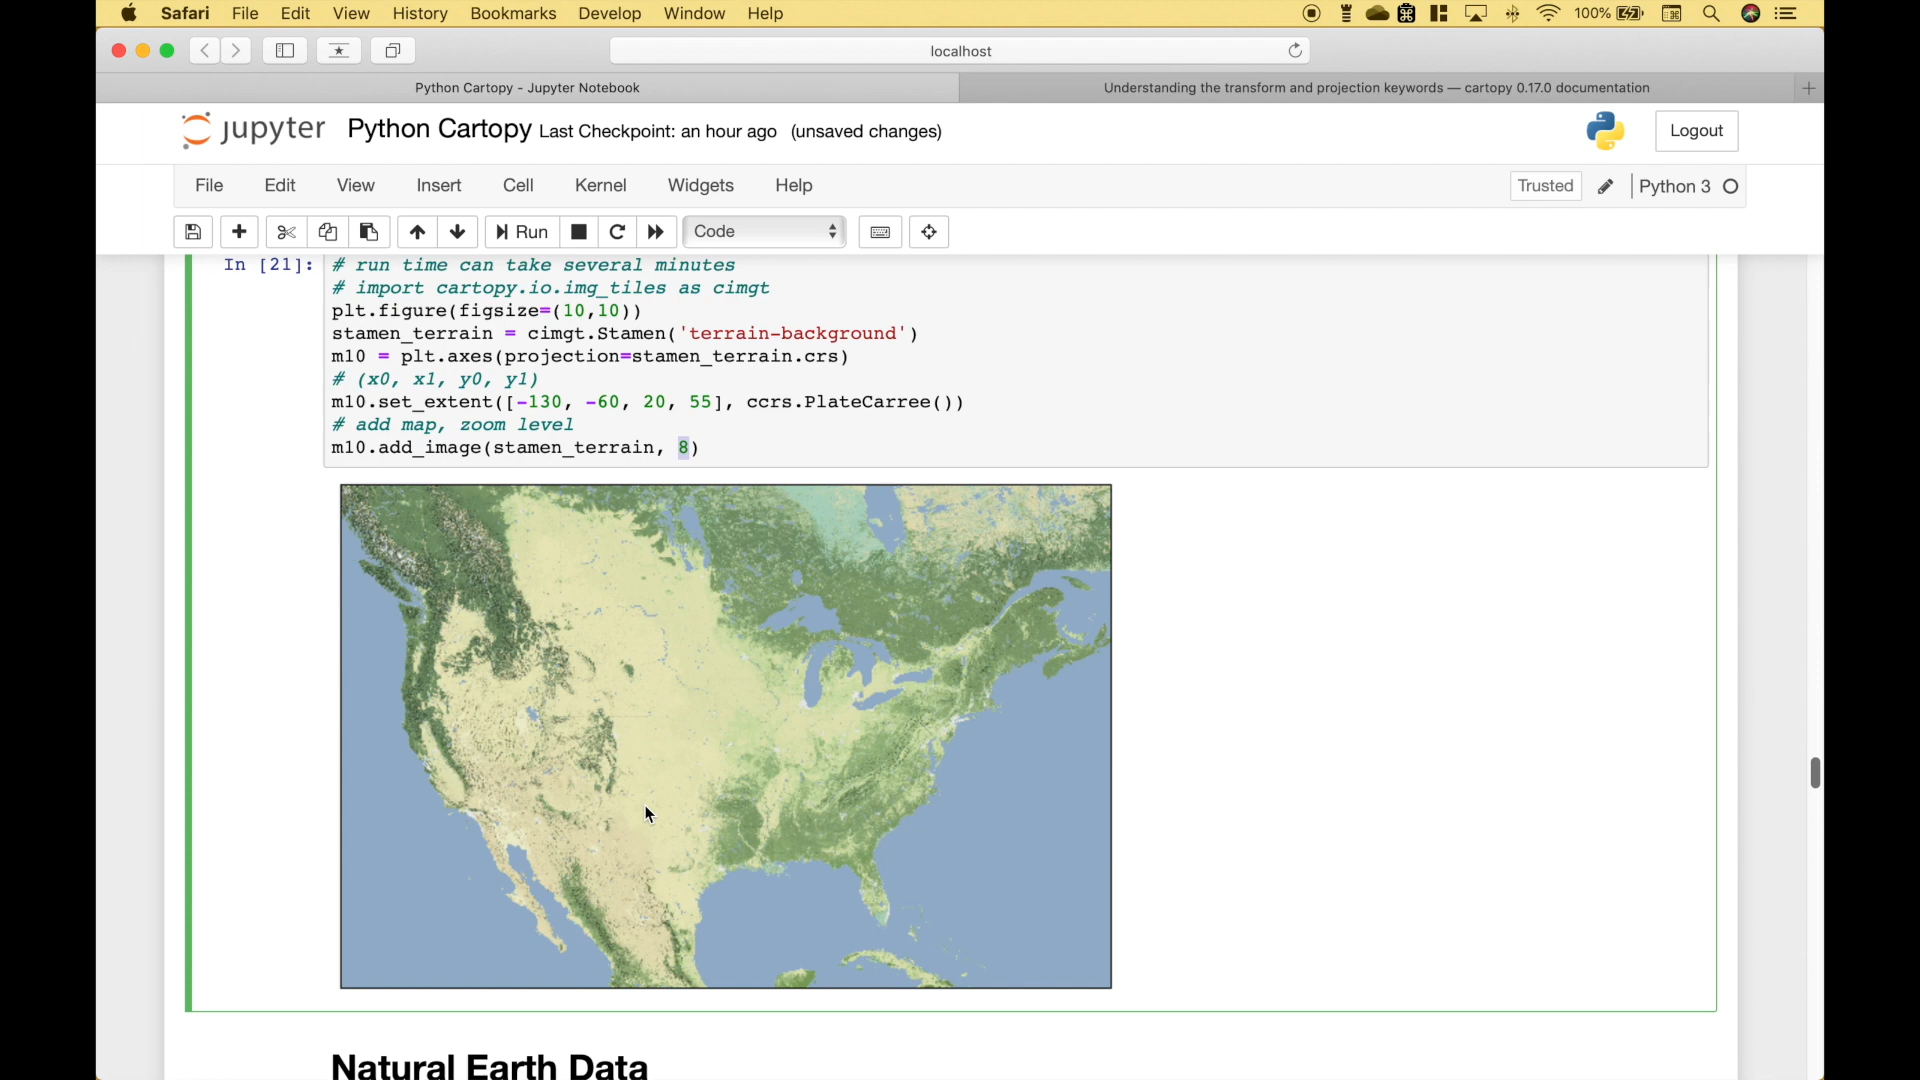 Safari File Edit View History Bookmarks Develop Window Help 100%
localhost
Python Cartopy - Jupyter Notebook Understanding the transform and projection keywords — cartopy 0.17.0 documentation
jupyter Python Cartopy Last Checkpoint: an hour ago (unsaved changes) Logout
File Edit View Insert Cell Kernel Widgets Help Trusted Python 3
Run Code
In [21]: # run time can take several minutes
# import cartopy.io.img_tiles as cimgt
plt.figure(figsize=(10,10))
stamen_terrain = cimgt.Stamen('terrain-background')
m10 = plt.axes(projection=stamen_terrain.crs)
# (x0, x1, y0, y1)
m10.set_extent([-130, -60, 20, 55], ccrs.PlateCarree())
# add map, zoom level
m10.add_image(stamen_terrain, 8)
Natural Earth Data